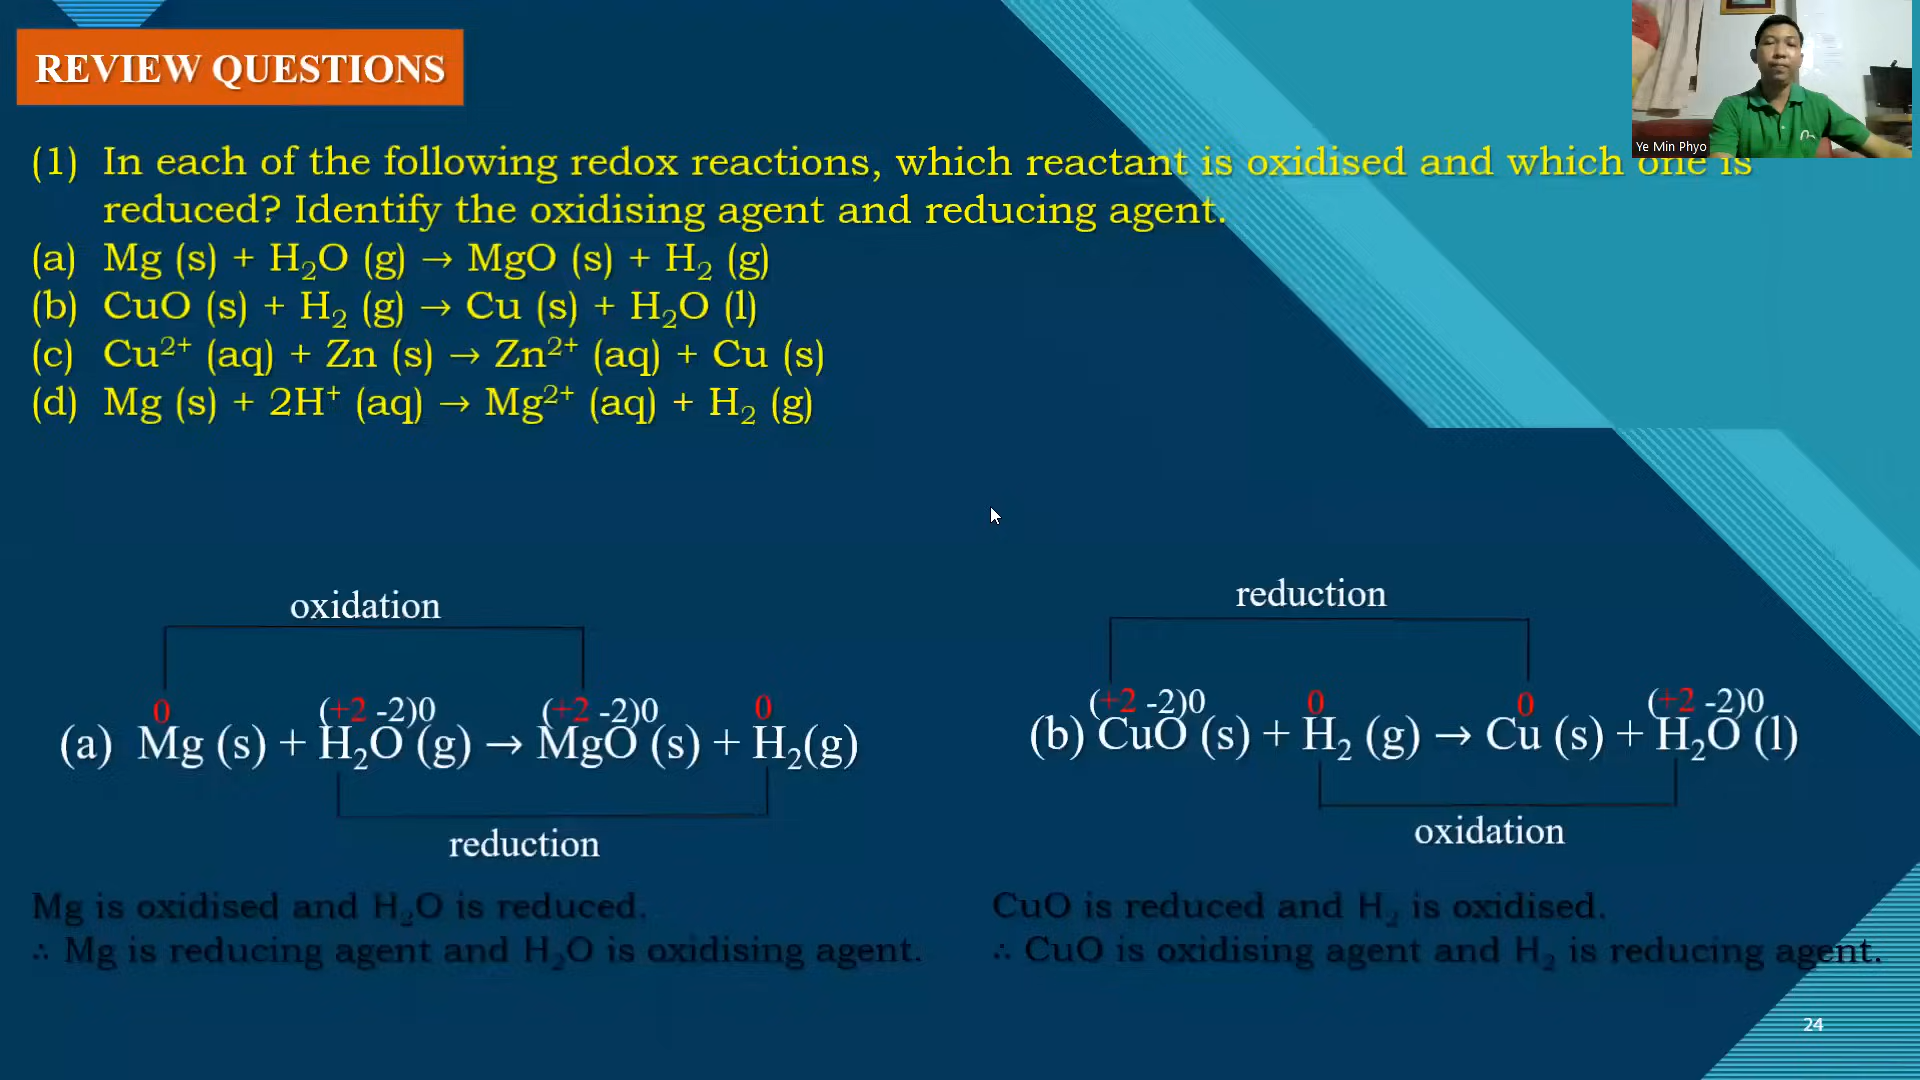 REVIEW QUESTIONS
Ye Min Phyo
(1) In each of the following redox reactions, which reactant is oxidised and which one is
reduced? Identify the oxidising agent and reducing agent.
(a) Mg (s) + H₂O (g) → MgO (s) + H₂ (g)
(b) CuO (s) + H₂ (g) → Cu (s) + H₂O (l)
(c) Cu²⁺ (aq) + Zn (s) → Zn²⁺ (aq) + Cu (s)
(d) Mg (s) + 2H⁺ (aq) → Mg²⁺ (aq) + H₂ (g)
oxidation
0 (+2 -2)0 (+2 -2)0 0
(a) Mg (s) + H₂O (g) → MgO (s) + H₂(g)
reduction
Mg is oxidised and H₂O is reduced.
∴ Mg is reducing agent and H₂O is oxidising agent.
reduction
(+2 -2)0 0 0 (+2 -2)0
(b) CuO (s) + H₂ (g) → Cu (s) + H₂O (l)
oxidation
CuO is reduced and H₂ is oxidised.
∴ CuO is oxidising agent and H₂ is reducing agent.
24